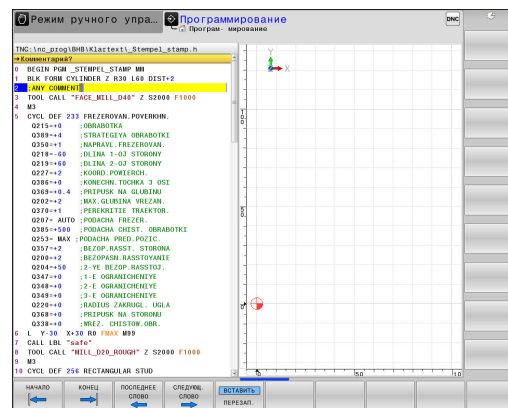 Режим ручного упра…
Программирование
Програм- мирование
DNC
TNC:\nc_prog\BHB\Klartext\_Stempel_stamp.h
→Комментарий?
0 BEGIN PGM _STEMPEL_STAMP MM
1 BLK FORM CYLINDER Z R30 L60 DIST+2
2 ;ANY COMMENT
3 TOOL CALL "FACE_MILL_D40" Z S2000 F1000
4 M3
5 CYCL DEF 233 FREZEROVAN.POVERKHN.
Q215=+0 ;OBRABOTKA
Q389=+4 ;STRATEGIYA OBRABOTKI
Q350=+1 ;NAPRAVL.FREZEROVAN.
Q218=-60 ;DLINA 1-OJ STORONY
Q219=+60 ;DLINA 2-OJ STORONY
Q227=+2 ;KOORD.POWIERCH.
Q386=+0 ;KONECHN.TOCHKA 3 OSI
Q369=+0.4 ;PRIPUSK NA GLUBINU
Q202=+2 ;MAX.GLUBINA VREZAN.
Q370=+1 ;PEREKRITIE TRAEKTOR.
Q207= AUTO ;PODACHA FREZER.
Q385=+500 ;PODACHA CHIST. OBRABOTKI
Q253= MAX ;PODACHA PRED.POZIC.
Q357=+2 ;BEZOP.RASST. STORONA
Q200=+2 ;BEZOPASN.RASSTOYANIE
Q204=+50 ;2-YE BEZOP.RASSTOJ.
Q347=+0 ;1-E OGRANICHENIYE
Q348=+0 ;2-E OGRANICHENIYE
Q349=+0 ;3-E OGRANICHENIYE
Q220=+0 ;RADIUS ZAKRUGL. UGLA
Q368=+0 ;PRIPUSK NA STORONU
Q338=+0 ;WREZ. CHISTOW.OBR.
6 L Y-30 X+30 R0 FMAX M99
7 CALL LBL "safe"
8 TOOL CALL "MILL_D20_ROUGH" Z S2000 F1000
9 M3
10 CYCL DEF 256 RECTANGULAR STUD
Y
X
100
50
0
0
50
100
НАЧАЛО
КОНЕЦ
ПОСЛЕДНЕЕ СЛОВО
СЛЕДУЮЩ. СЛОВО
ВСТАВИТЬ
ПЕРЕЗАП.